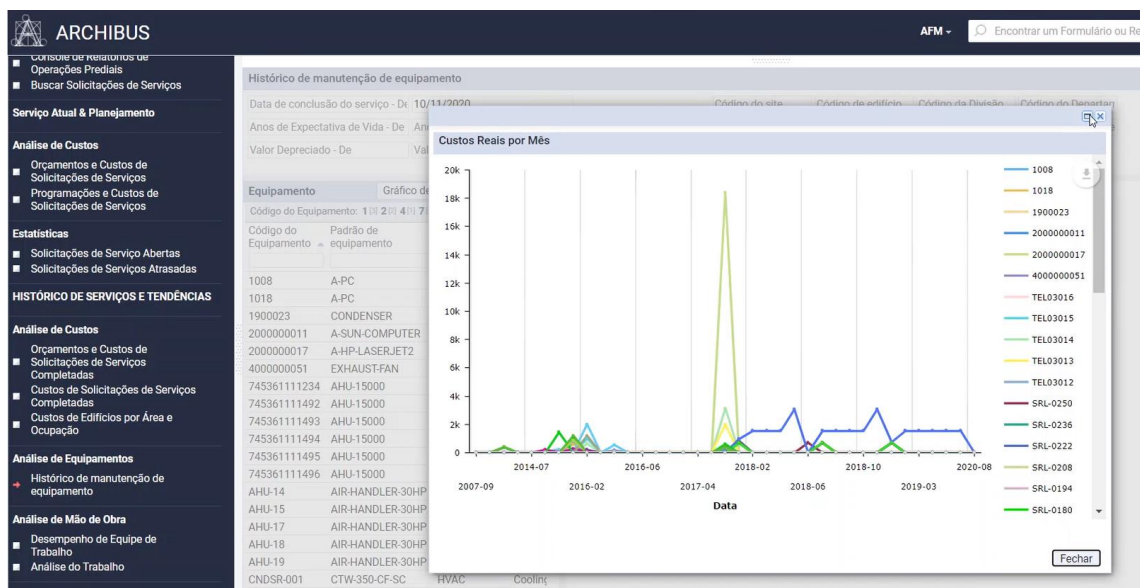 ARCHIBUS
AFM
Encontrar um Formulário ou Re
Console de Relatórios de
Operações Prediais
Buscar Solicitações de Serviços
Serviço Atual & Planejamento
Análise de Custos
Orçamentos e Custos de
Solicitações de Serviços
Programações e Custos de
Solicitações de Serviços
Estatísticas
Solicitações de Serviço Abertas
Solicitações de Serviços Atrasadas
HISTÓRICO DE SERVIÇOS E TENDÊNCIAS
Análise de Custos
Orçamentos e Custos de
Solicitações de Serviços
Completadas
Custos de Solicitações de Serviços
Completadas
Custos de Edifícios por Área e
Ocupação
Análise de Equipamentos
Histórico de manutenção de
equipamento
Análise de Mão de Obra
Desempenho de Equipe de
Trabalho
Análise do Trabalho
Histórico de manutenção de equipamento
Data de conclusão do serviço - De 10/11/2020 Código do site Código de edifício Código da Divisão Código do Departam
Anos de Expectativa de Vida - De
Valor Depreciado - De
Equipamento Gráfico de
Código do Equipamento:
Código do Padrão de
Equipamento equipamento
1008 A-PC
1018 A-PC
1900023 CONDENSER
2000000011 A-SUN-COMPUTER
2000000017 A-HP-LASERJET2
4000000051 EXHAUST-FAN
745361111234 AHU-15000
745361111492 AHU-15000
745361111493 AHU-15000
745361111494 AHU-15000
745361111495 AHU-15000
745361111496 AHU-15000
AHU-14 AIR-HANDLER-30HP
AHU-15 AIR-HANDLER-30HP
AHU-17 AIR-HANDLER-30HP
AHU-18 AIR-HANDLER-30HP
AHU-19 AIR-HANDLER-30HP
CNDSR-001 CTW-350-CF-SC HVAC Cooling
Custos Reais por Mês
20k
18k
16k
14k
12k
10k
8k
6k
4k
2k
0
2014-07 2016-06 2018-02 2018-10 2020-08
2007-09 2016-02 2017-04 2018-06 2019-03
Data
1008
1018
1900023
2000000011
2000000017
4000000051
TEL03016
TEL03015
TEL03014
TEL03013
TEL03012
SRL-0250
SRL-0236
SRL-0222
SRL-0208
SRL-0194
SRL-0180
Fechar